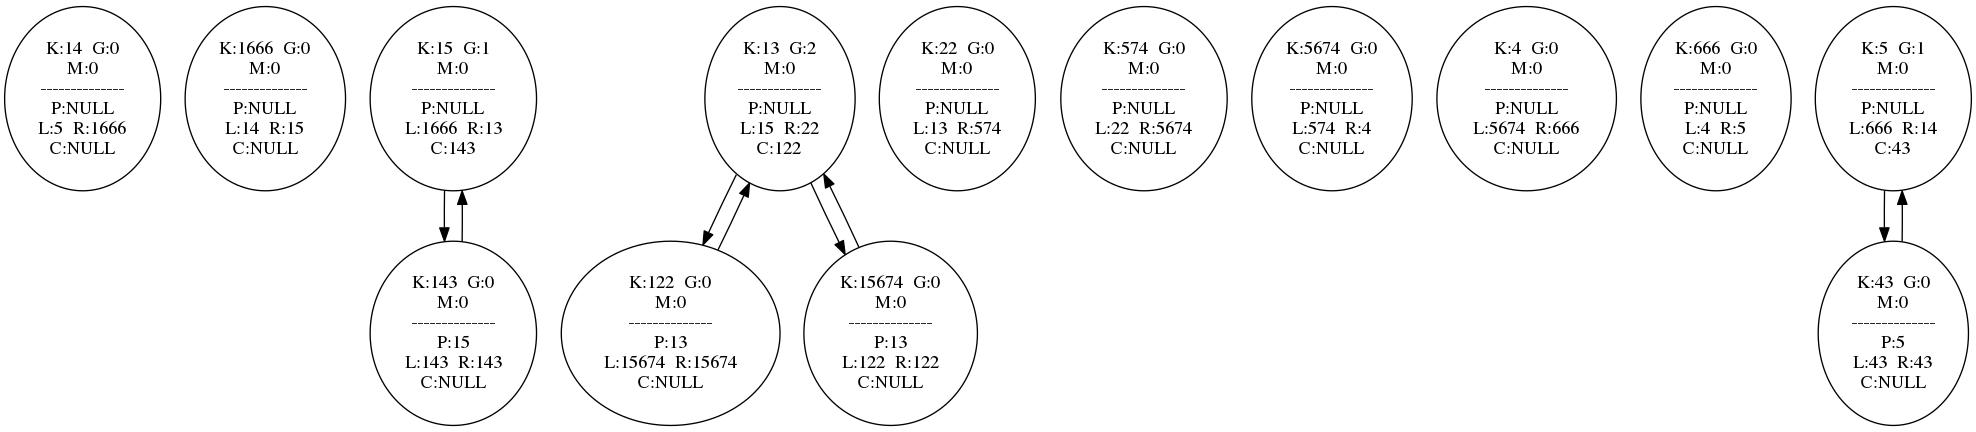 K:14 G:0
M:0
--------------
P:NULL
L:5 R:1666
C:NULL
K:1666 G:0
M:0
--------------
P:NULL
L:14 R:15
C:NULL
K:15 G:1
M:0
--------------
P:NULL
L:1666 R:13
C:143
K:13 G:2
M:0
--------------
P:NULL
L:15 R:22
C:122
K:22 G:0
M:0
--------------
P:NULL
L:13 R:574
C:NULL
K:574 G:0
M:0
--------------
P:NULL
L:22 R:5674
C:NULL
K:5674 G:0
M:0
--------------
P:NULL
L:574 R:4
C:NULL
K:4 G:0
M:0
--------------
P:NULL
L:5674 R:666
C:NULL
K:666 G:0
M:0
--------------
P:NULL
L:4 R:5
C:NULL
K:5 G:1
M:0
--------------
P:NULL
L:666 R:14
C:43
K:143 G:0
M:0
--------------
P:15
L:143 R:143
C:NULL
K:122 G:0
M:0
--------------
P:13
L:15674 R:15674
C:NULL
K:15674 G:0
M:0
--------------
P:13
L:122 R:122
C:NULL
K:43 G:0
M:0
--------------
P:5
L:43 R:43
C:NULL